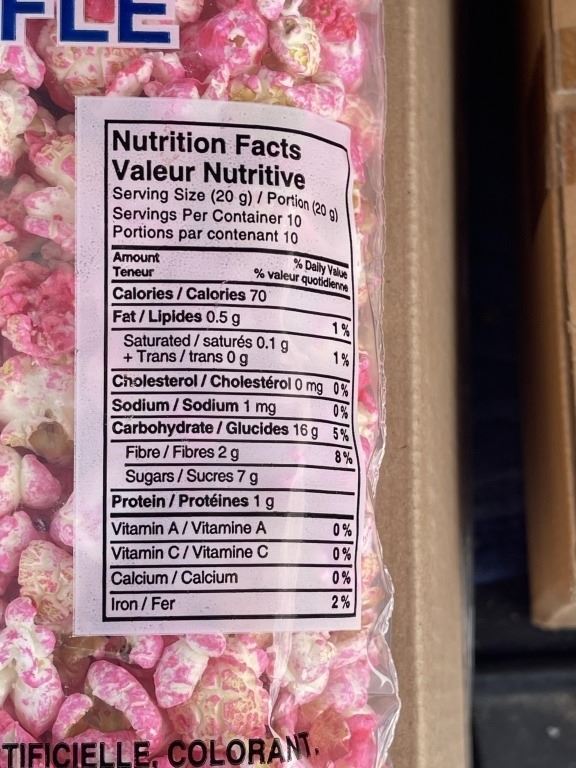 FLE
Nutrition Facts
Valeur Nutritive
Serving Size (20 g) / Portion (20 g)
Servings Per Container 10
Portions par contenant 10
Amount % Daily Value
Teneur % valeur quotidienne
Calories / Calories 70
Fat / Lipides 0.5 g 1 %
Saturated / saturés 0.1 g
+ Trans / trans 0 g 1 %
Cholesterol / Cholestérol 0 mg 0 %
Sodium / Sodium 1 mg 0 %
Carbohydrate / Glucides 16 g 5 %
Fibre / Fibres 2 g 8 %
Sugars / Sucres 7 g
Protein / Protéines 1 g
Vitamin A / Vitamine A 0 %
Vitamin C / Vitamine C 0 %
Calcium / Calcium 0 %
Iron / Fer 2 %
TIFICIELLE, COLORANT,